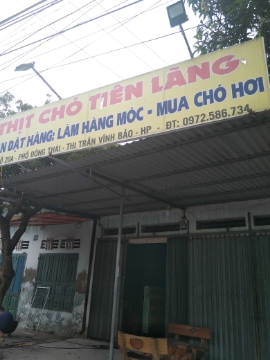 THỊT CHÓ TIÊN LÃNG
N ĐẶT HÀNG: LÀM HÀNG MÓC - MUA CHÓ HƠI
Ố 20A - PHỐ ĐÔNG THÁI - THỊ TRẤN VĨNH BẢO - HP - ĐT: 0972.586.734